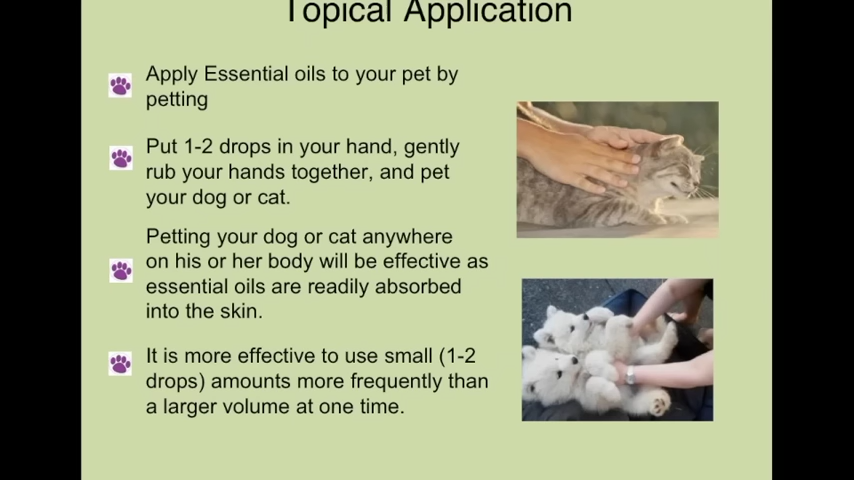 Topical Application
Apply Essential oils to your pet by
petting
Put 1-2 drops in your hand, gently
rub your hands together, and pet
your dog or cat.
Petting your dog or cat anywhere
on his or her body will be effective as
essential oils are readily absorbed
into the skin.
It is more effective to use small (1-2
drops) amounts more frequently than
a larger volume at one time.